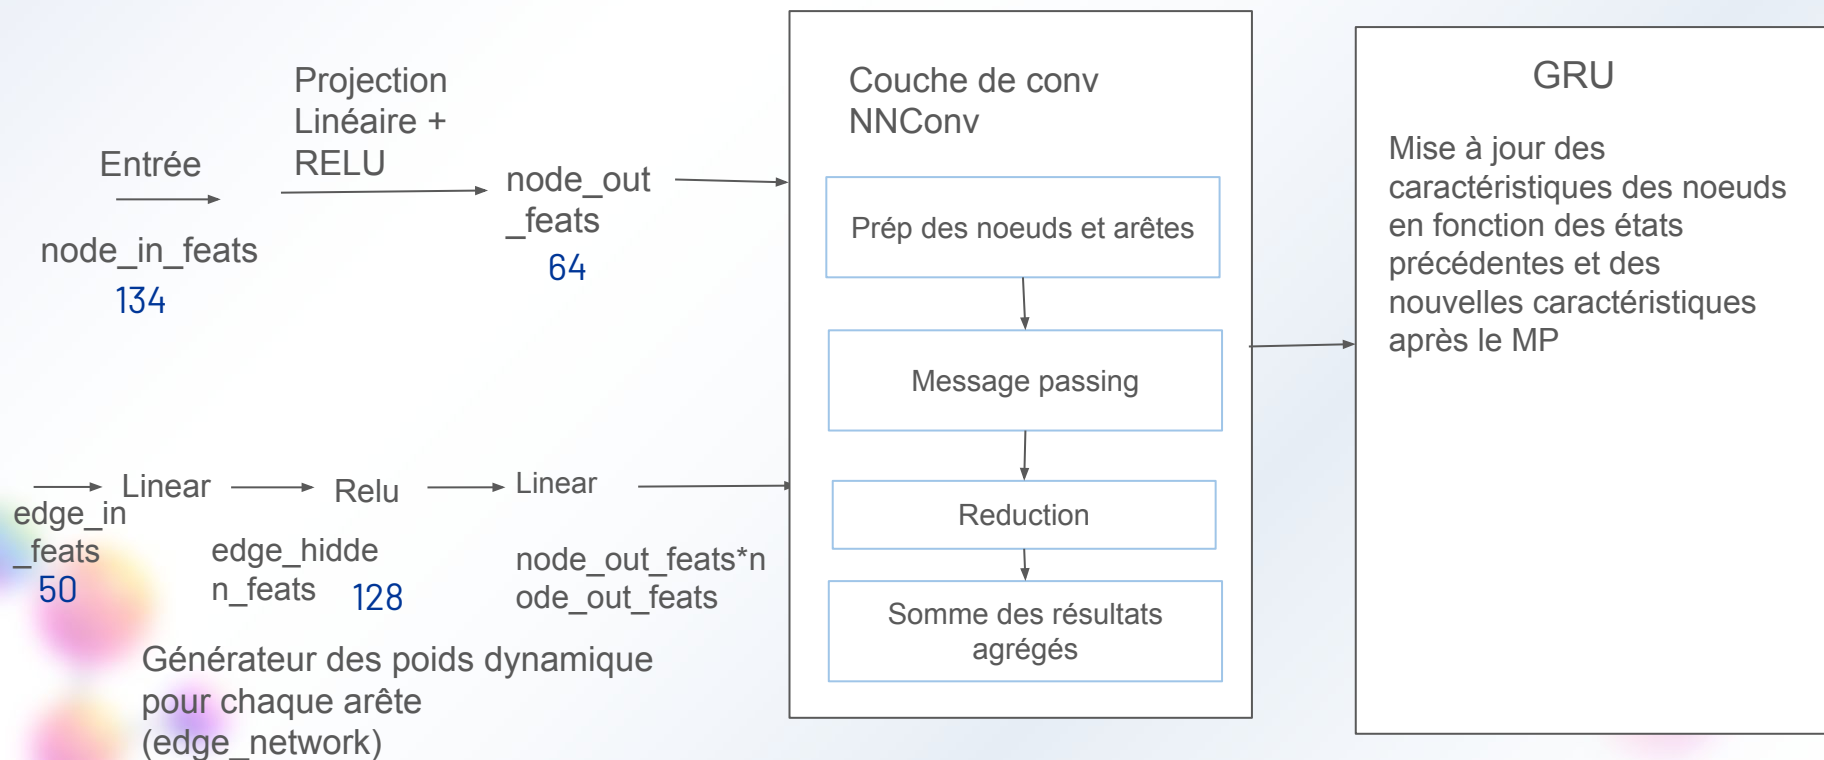 Entrée
node_in_feats
134
Projection
Linéaire +
RELU
node_out
_feats
64
edge_in
_feats
50
Linear
edge_hidde
n_feats
Relu
128
Linear
node_out_feats*n
ode_out_feats
Générateur des poids dynamique
pour chaque arête
(edge_network)
Couche de conv
NNConv
Prép des noeuds et arêtes
Message passing
Reduction
Somme des résultats
agrégés
GRU
Mise à jour des
caractéristiques des noeuds
en fonction des états
précédentes et des
nouvelles caractéristiques
après le MP